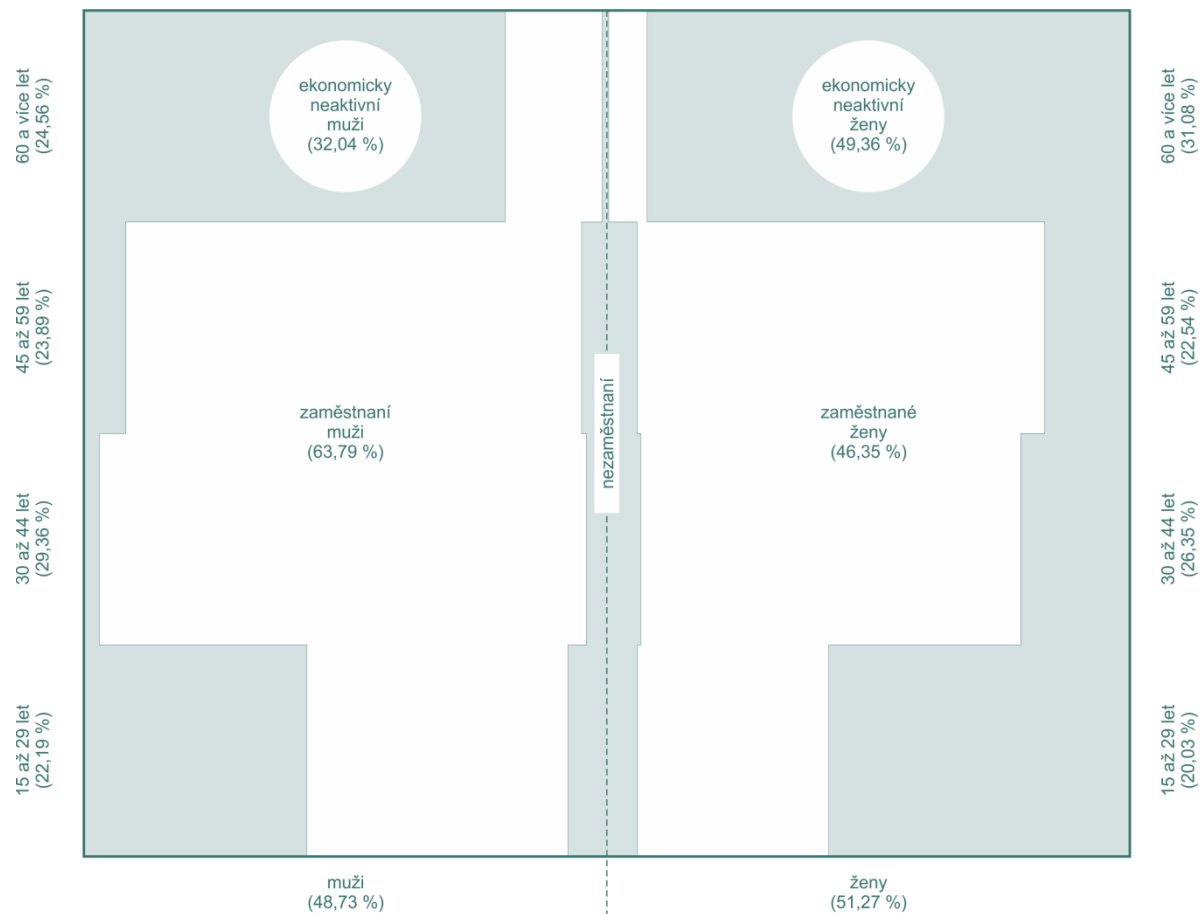 60 a více let
(24,56 %)
45 až 59 let
(23,89 %)
30 až 44 let
(29,36 %)
15 až 29 let
(22,19 %)
ekonomicky
neaktivní
muži
(32,04 %)
ekonomicky
neaktivní
ženy
(49,36 %)
zaměstnaní
muži
(63,79 %)
nezaměstnaní
zaměstnané
ženy
(46,35 %)
60 a více let
(31,08 %)
45 až 59 let
(22,54 %)
30 až 44 let
(26,35 %)
15 až 29 let
(20,03 %)
muži
(48,73 %)
ženy
(51,27 %)